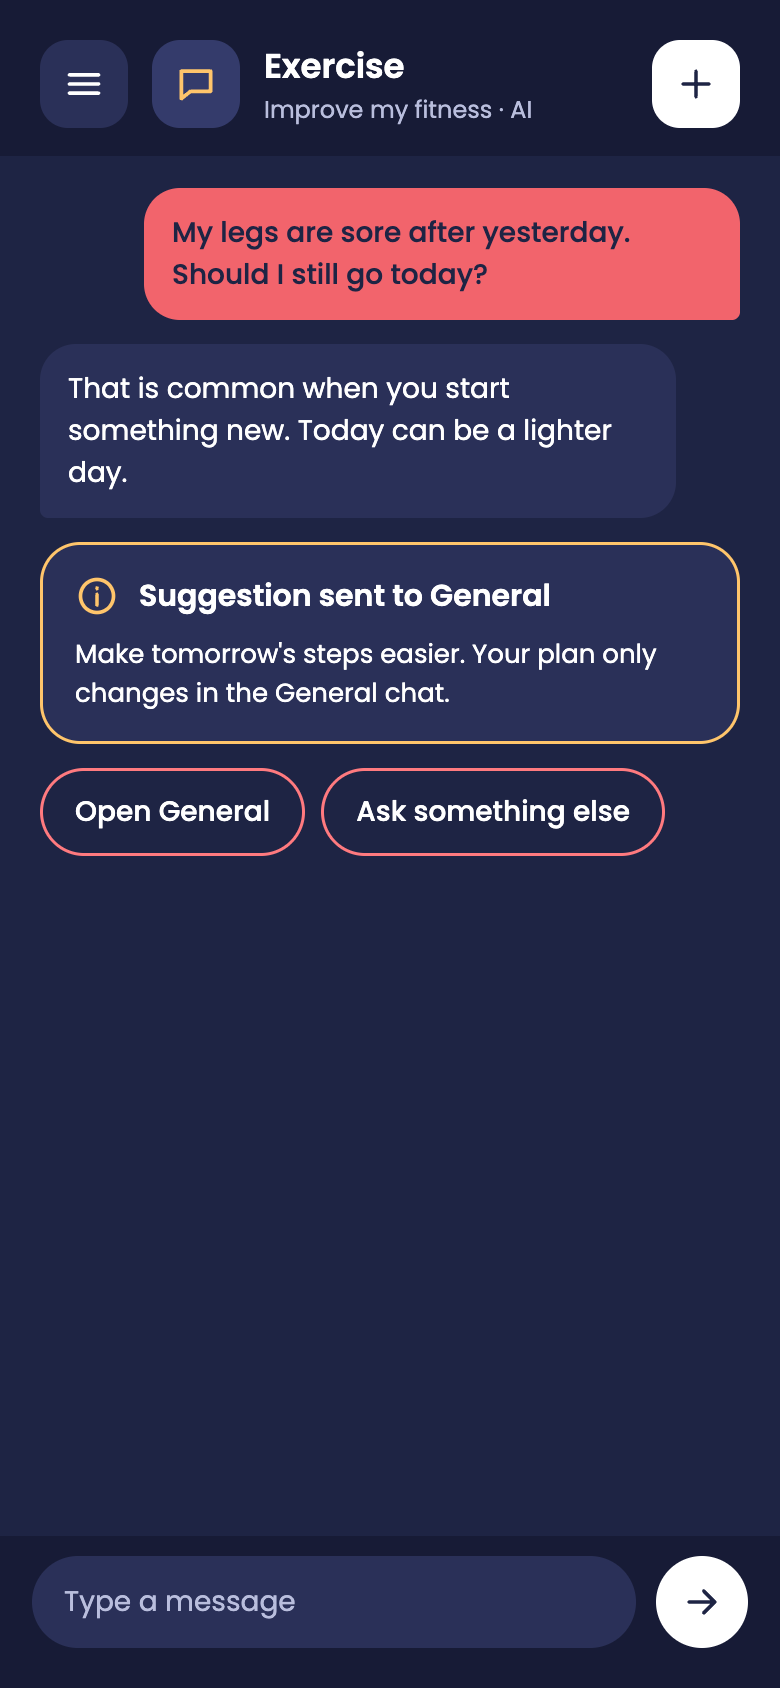 Exercise
Improve my fitness · AI
My legs are sore after yesterday.
Should I still go today?
That is common when you start
something new. Today can be a lighter
day.
Suggestion sent to General
Make tomorrow's steps easier. Your plan only
changes in the General chat.
Open General
Ask something else
Type a message